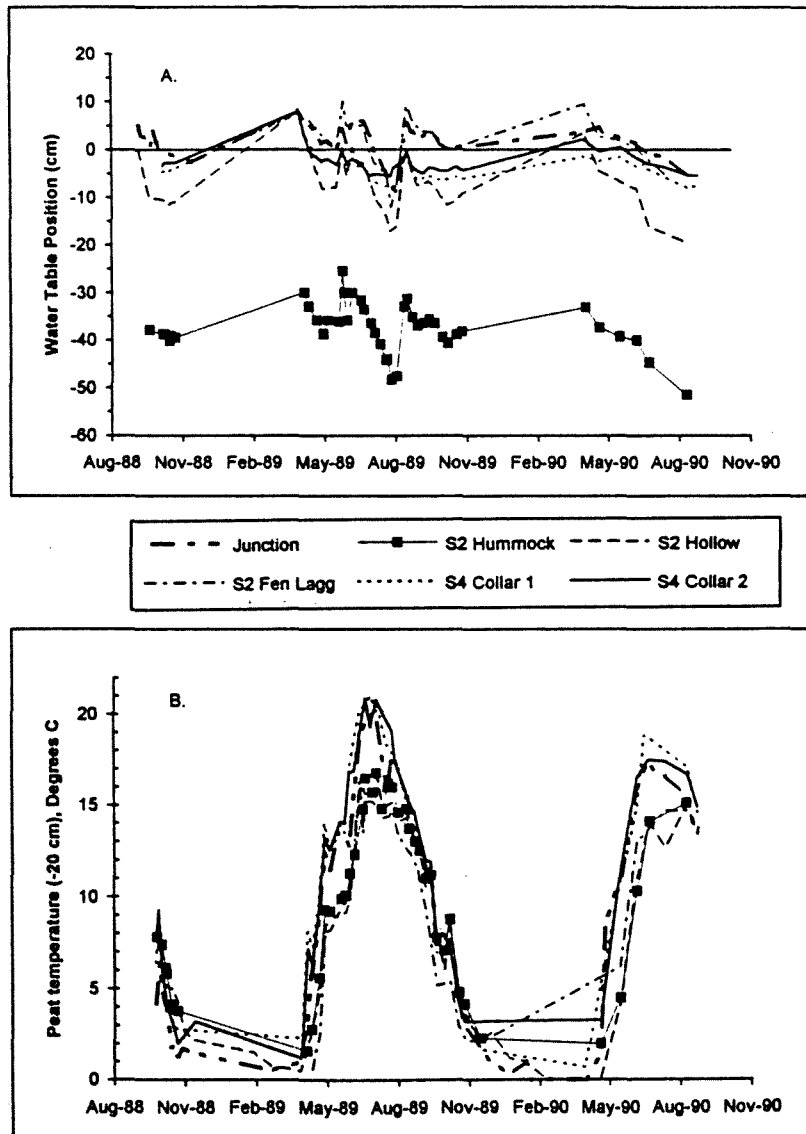 A.
Water Table Position (cm)
20
10
0
-10
-20
-30
-40
-50
-60
Aug-88 Nov-88 Feb-89 May-89 Aug-89 Nov-89 Feb-90 May-90 Aug-90 Nov-90
Junction S2 Hummock S2 Hollow
S2 Fen Lagg S4 Collar 1 S4 Collar 2
B.
Peat temperature (-20 cm), Degrees C
20
15
10
5
0
Aug-88 Nov-88 Feb-89 May-89 Aug-89 Nov-89 Feb-90 May-90 Aug-90 Nov-90